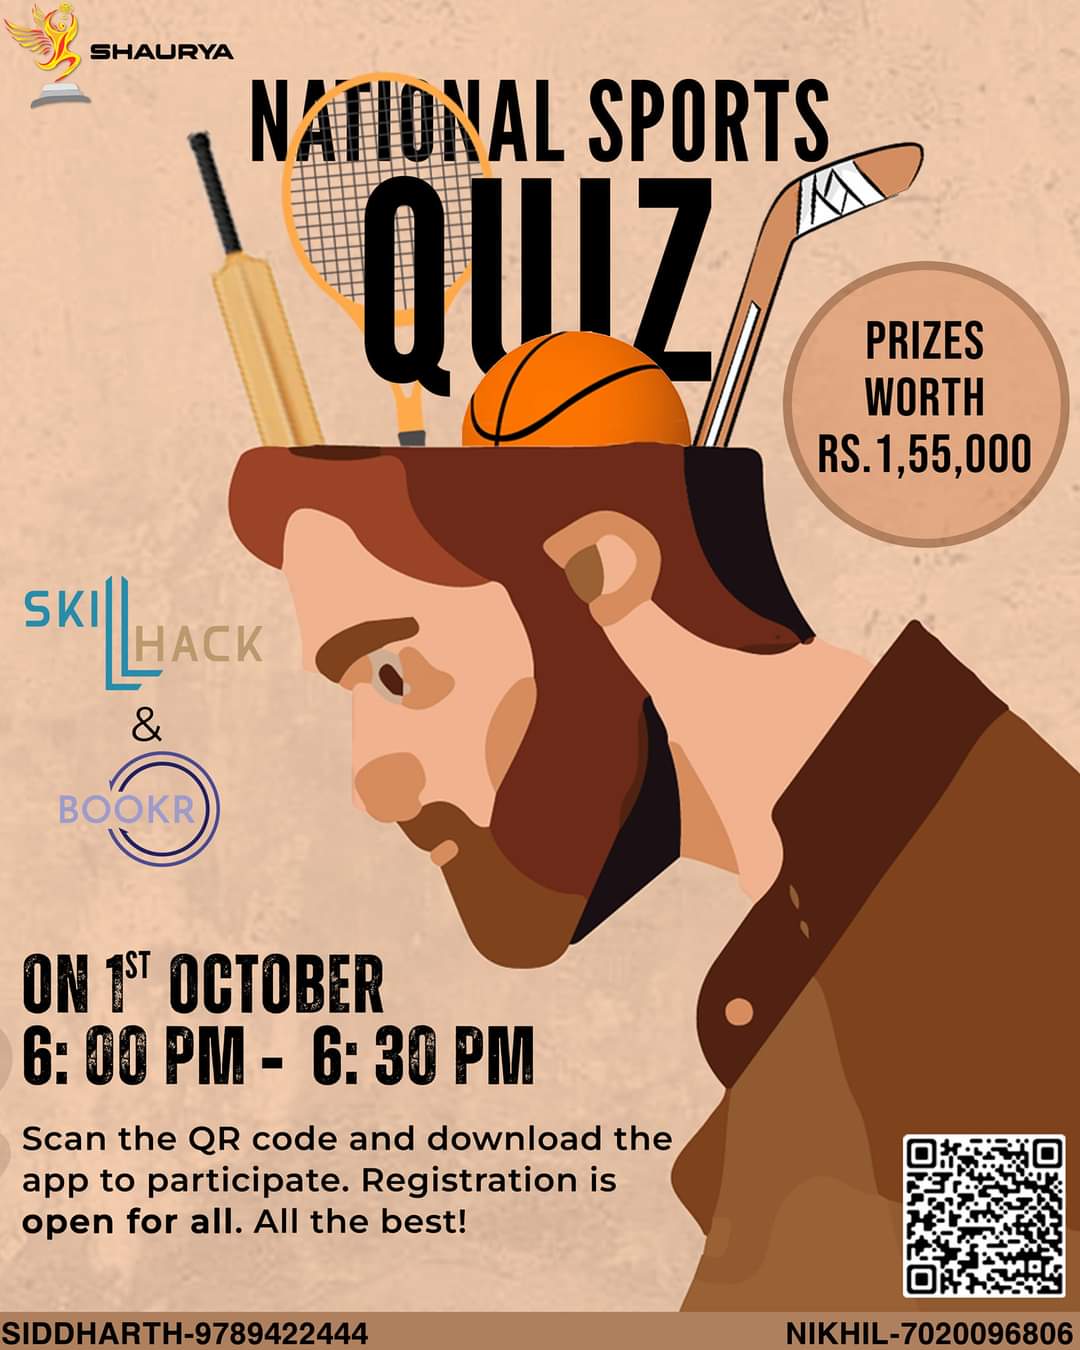 SHAURYA
NATIONAL SPORTS
QUIZ
PRIZES
WORTH
RS.1,55,000
SKILL
HACK
&
BOOKR
ON 1ST OCTOBER
6: 00 PM - 6: 30 PM
Scan the QR code and download the
app to participate. Registration is
open for all. All the best!
SIDDHARTH-9789422444
NIKHIL-7020096806